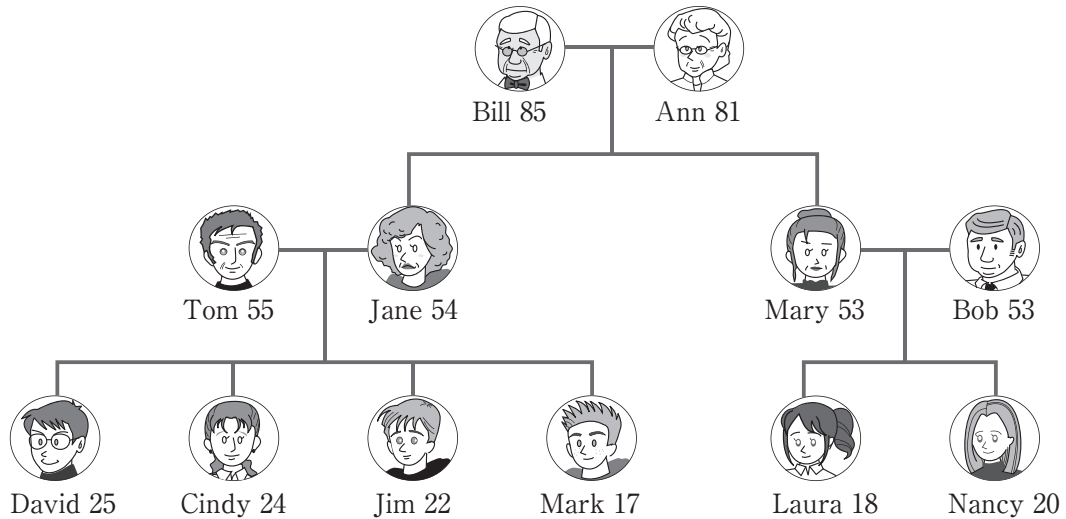 Bill 85
Ann 81
Tom 55
Jane 54
Mary 53
Bob 53
David 25
Cindy 24
Jim 22
Mark 17
Laura 18
Nancy 20